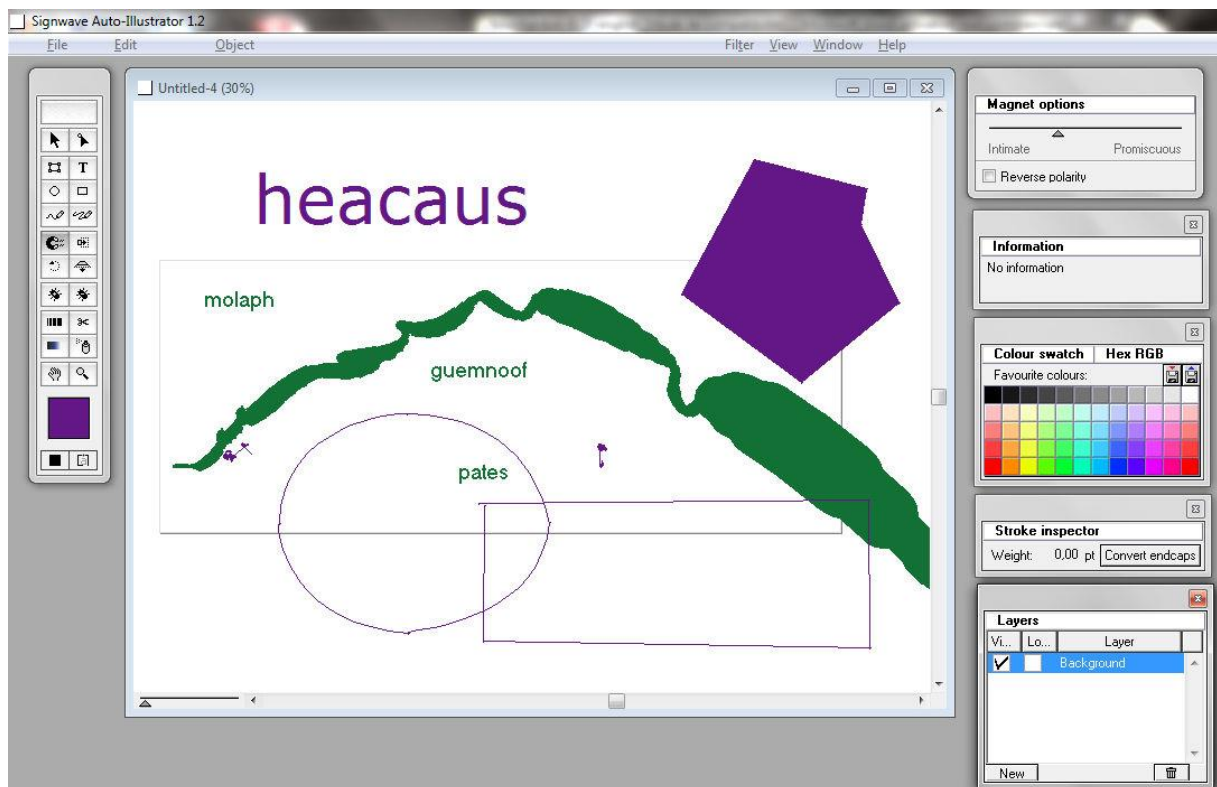 Signwave Auto-Illustrator 1.2
File Edit Object Filter View Window Help
Untitled-4 (30%)
heacaus
molaph
guemnoof
pates
T
Magnet options
Intimate Promiscuous
Reverse polarity
Information
No information
Colour swatch Hex RGB
Favourite colours:
Stroke inspector
Weight: 0,00 pt Convert endcaps
Layers
Vi... Lo... Layer
Background
New